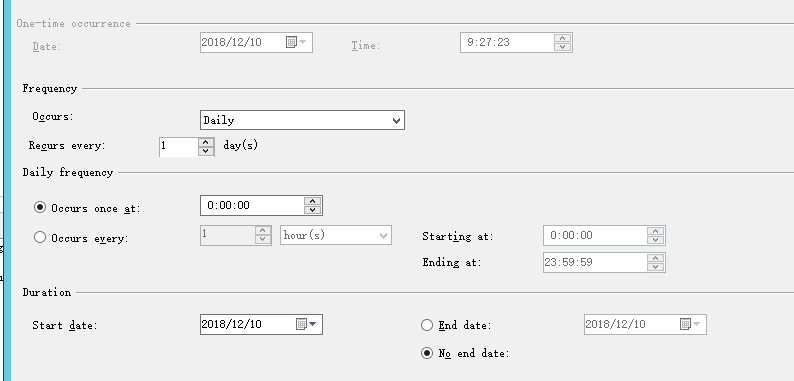 One-time occurrence
Date: 2018/12/10 Time: 9:27:23
Frequency
Occurs: Daily
Recurs every: 1 day(s)
Daily frequency
Occurs once at: 0:00:00
Occurs every: 1 hour(s) Starting at: 0:00:00
Ending at: 23:59:59
Duration
Start date: 2018/12/10 End date: 2018/12/10
No end date: